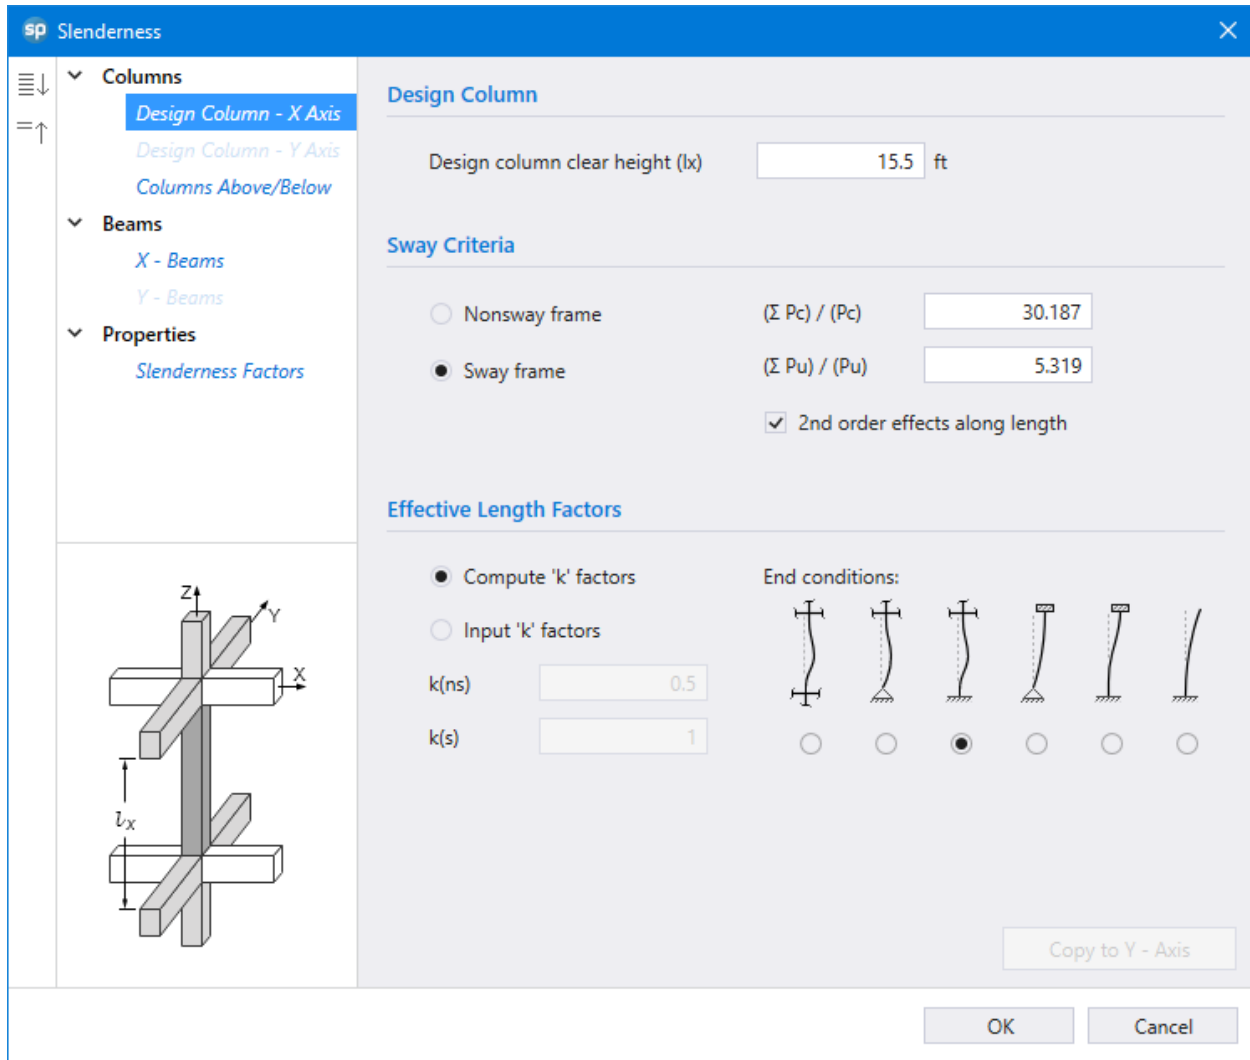 sp Slenderness
Columns
Design Column - X Axis
Design Column - Y Axis
Columns Above/Below
Beams
X - Beams
Y - Beams
Properties
Slenderness Factors
Z
Y
X
lx
Design Column
Design column clear height (lx) 15.5 ft
Sway Criteria
Nonsway frame (Σ Pc) / (Pc) 30.187
Sway frame (Σ Pu) / (Pu) 5.319
2nd order effects along length
Effective Length Factors
Compute 'k' factors End conditions:
Input 'k' factors
k(ns) 0.5
k(s) 1
Copy to Y - Axis
OK Cancel